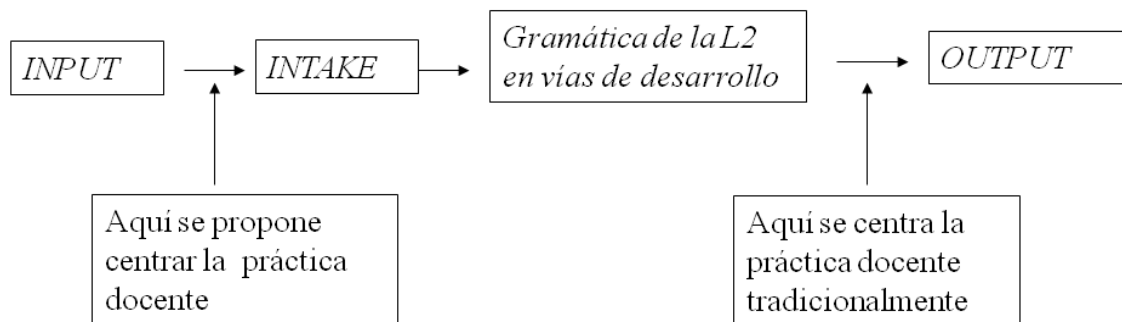 INPUT
INTAKE
Gramática de la L2
en vías de desarrollo
OUTPUT
Aquí se propone
centrar la práctica
docente
Aquí se centra la
práctica docente
tradicionalmente